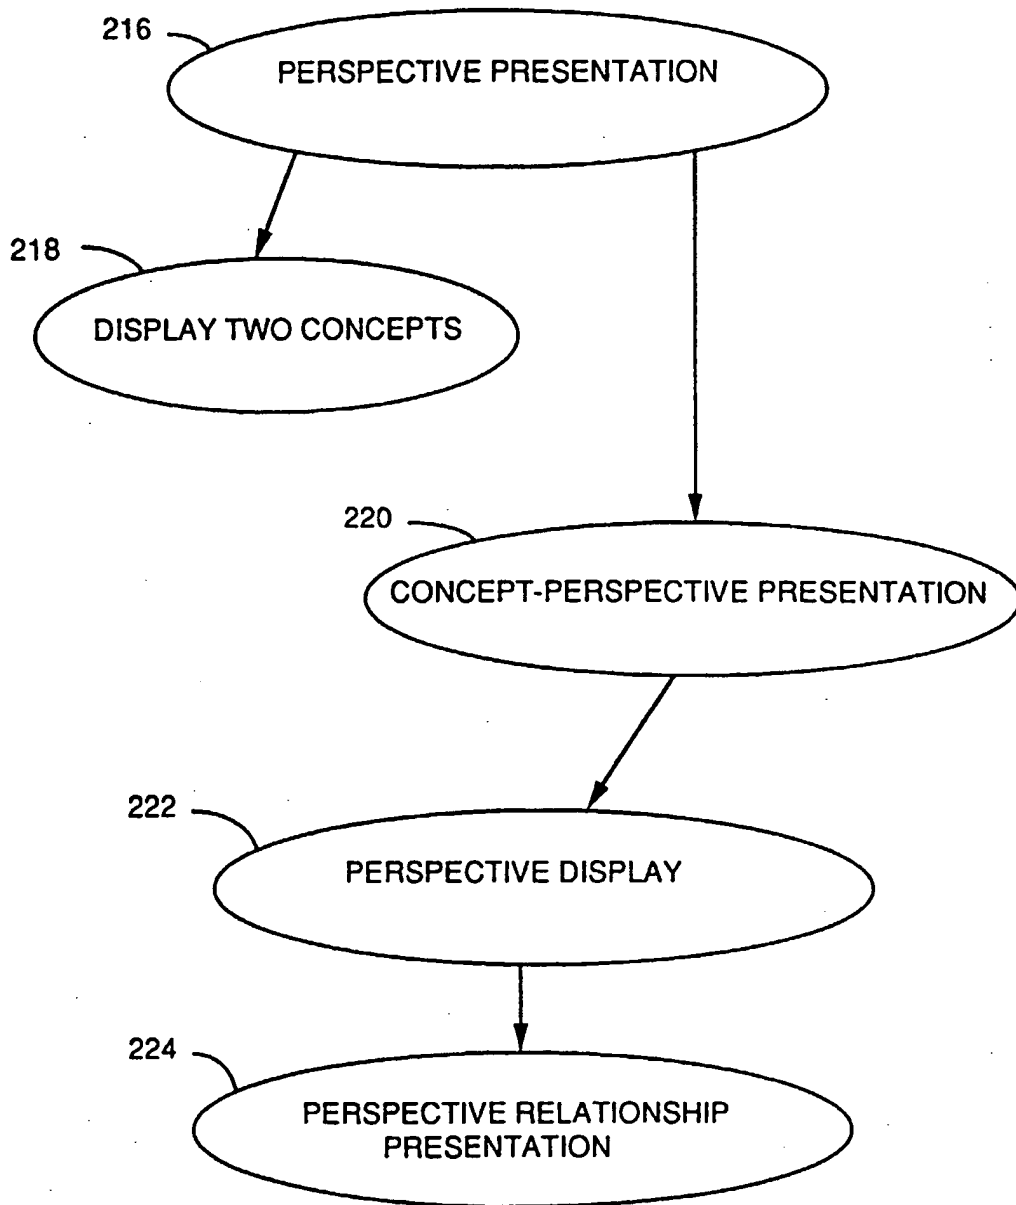 216
PERSPECTIVE PRESENTATION
218
DISPLAY TWO CONCEPTS
220
CONCEPT-PERSPECTIVE PRESENTATION
222
PERSPECTIVE DISPLAY
224
PERSPECTIVE RELATIONSHIP
PRESENTATION